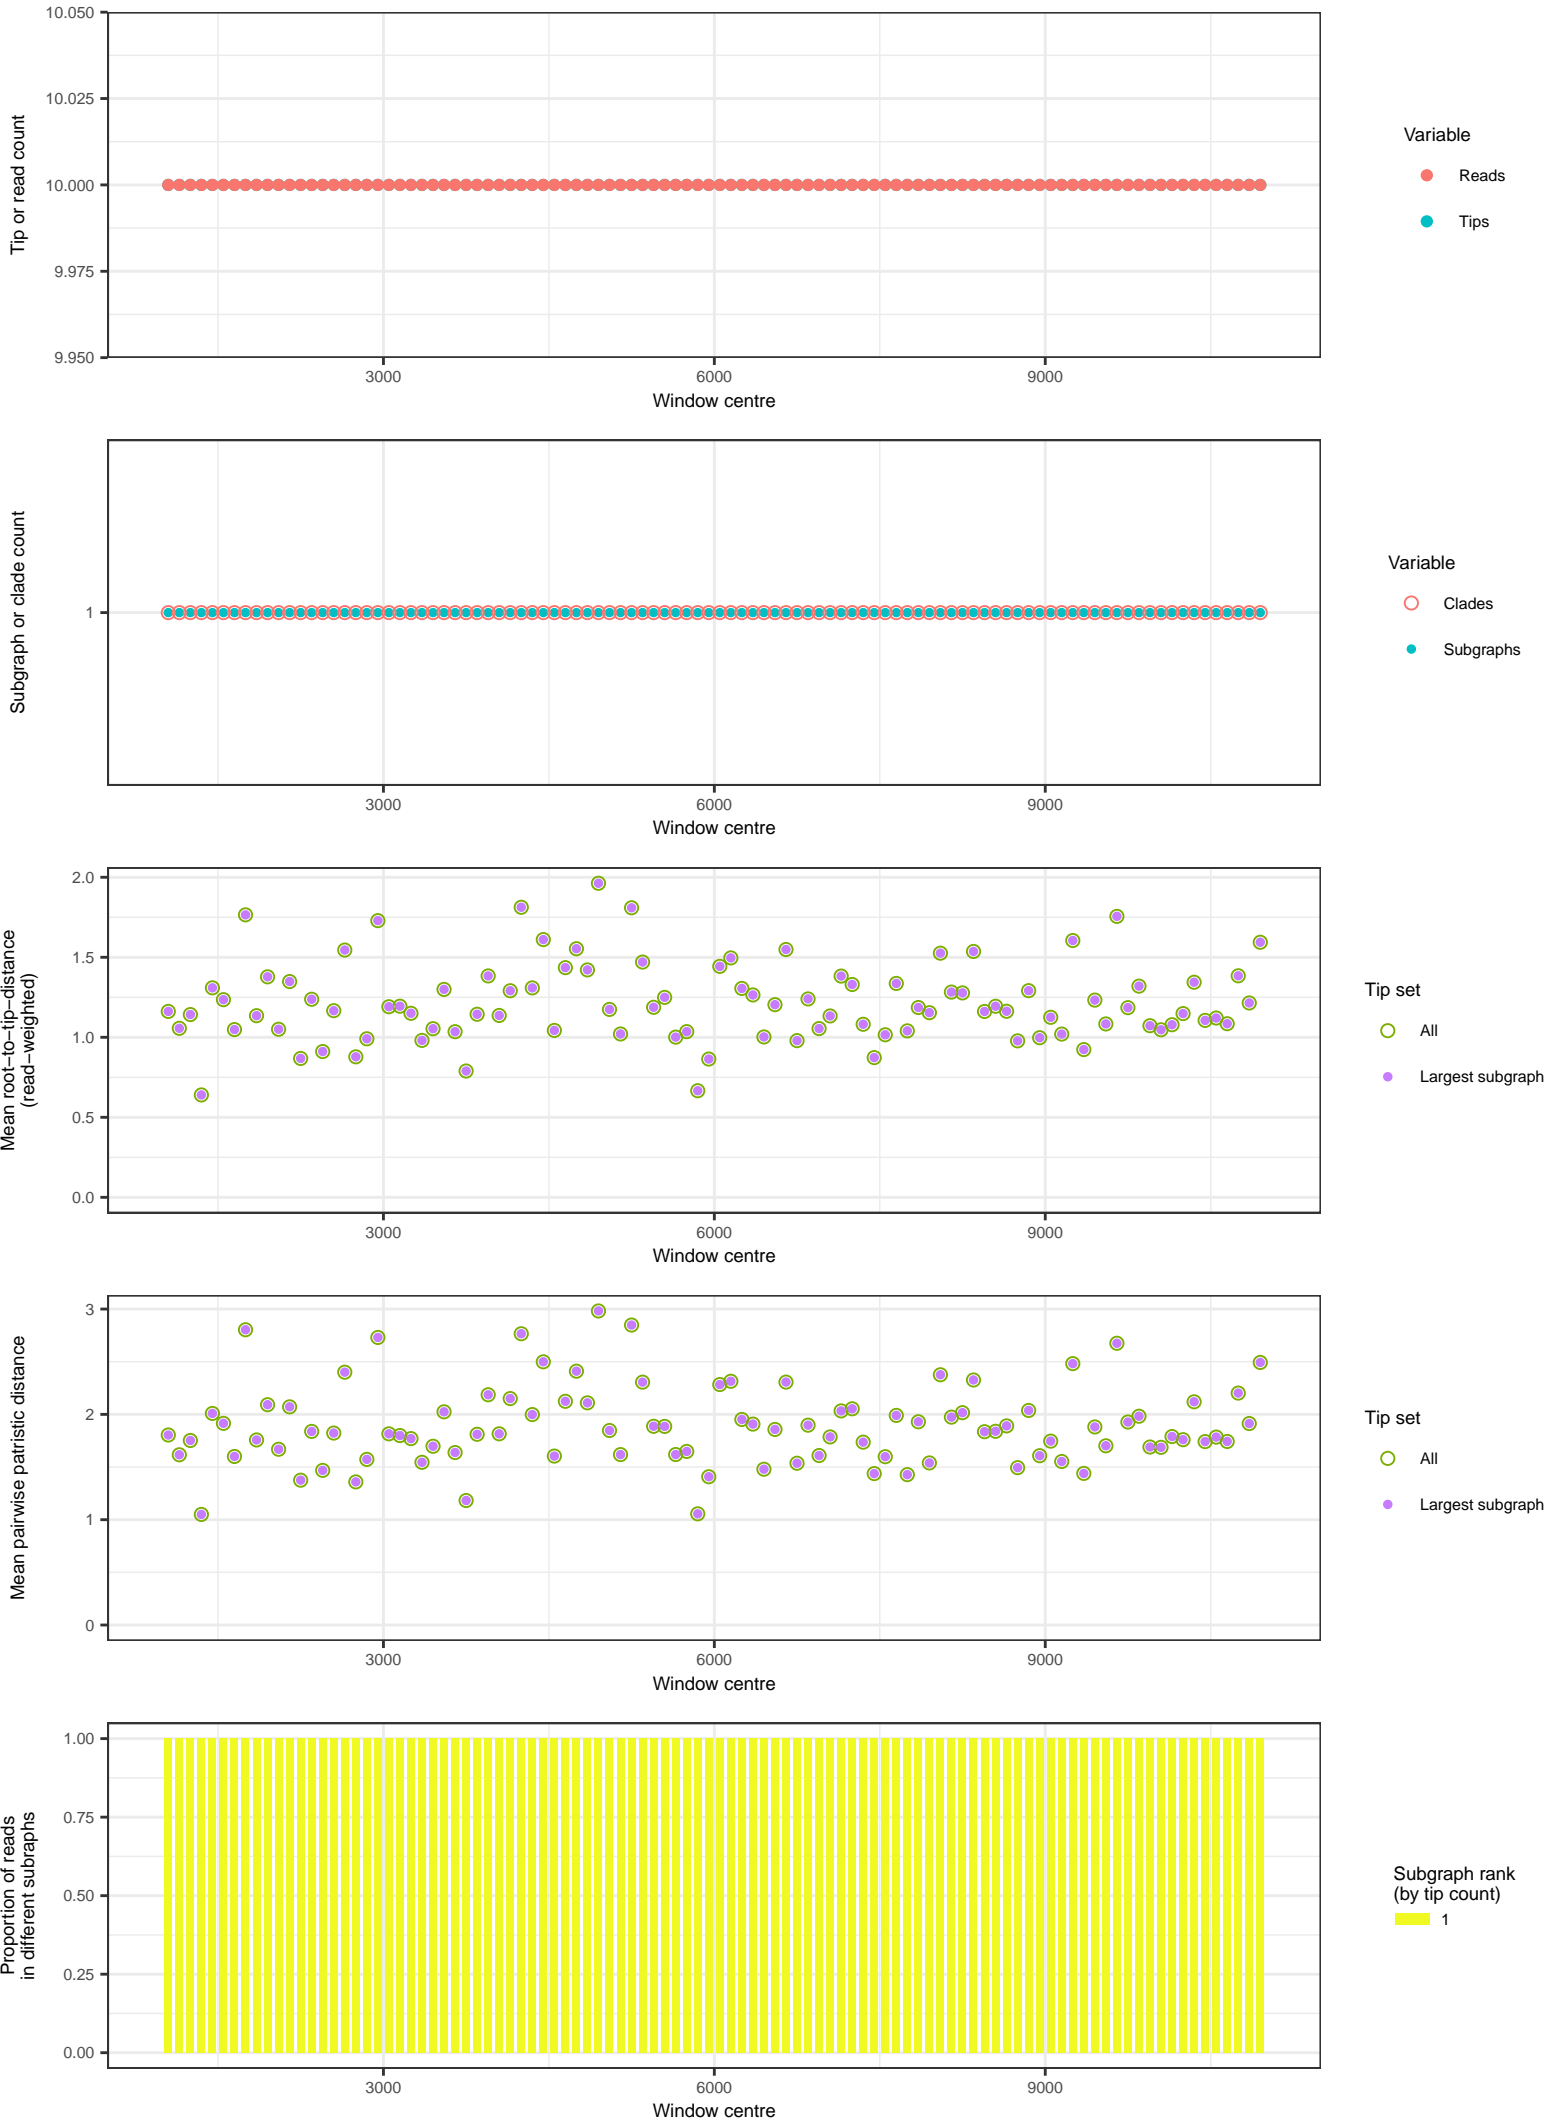 10.050
10.025
10.000
9.975
9.950
Tip or read count
3000
6000
9000
Window centre
Variable
Reads
Tips
1
Subgraph or clade count
3000
6000
9000
Window centre
Variable
Clades
Subgraphs
2.0
1.5
1.0
0.5
0.0
Mean root−to−tip−distance
(read−weighted)
3000
6000
9000
Window centre
Tip set
All
Largest subgraph
3
2
1
0
Mean pairwise patristic distance
3000
6000
9000
Window centre
Tip set
All
Largest subgraph
1.00
0.75
0.50
0.25
0.00
Proportion of reads
in different subraphs
3000
6000
9000
Window centre
Subgraph rank
(by tip count)
1